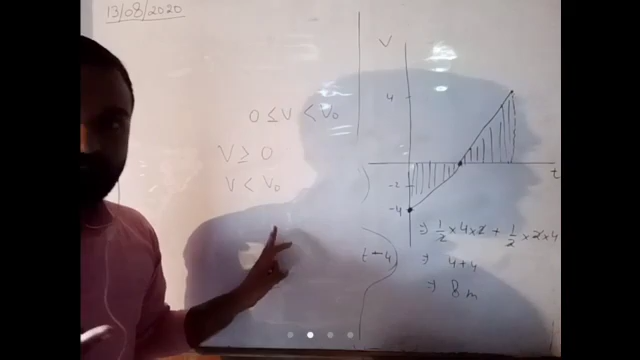 13/08/2020
V
4
0 ≤ V < V₀
V ≥ 0
V < V₀
t
-2
-4
⇒ 1/2 × 4 × 2 + 1/2 × 2 × 4
⇒ 4+4
⇒ 8 m